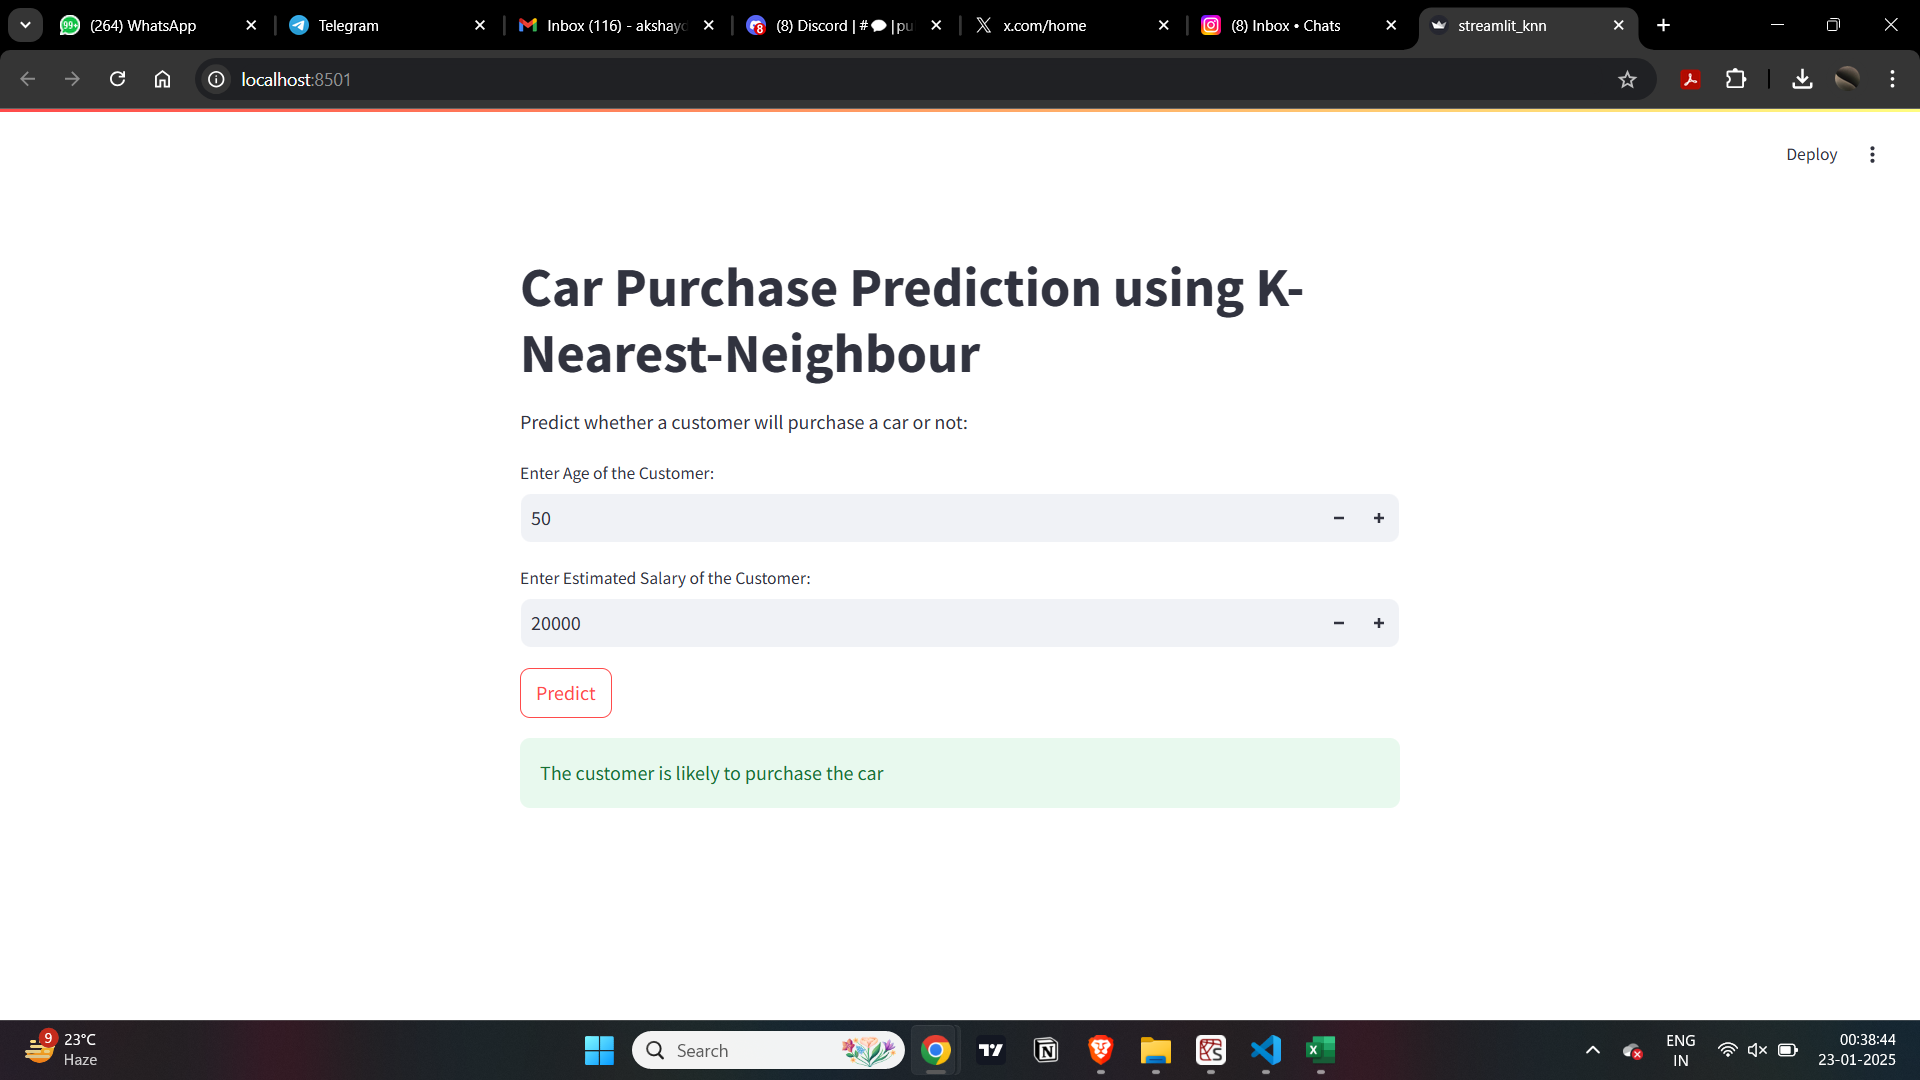 (264) WhatsApp
Telegram
Inbox (116) - akshayd
(8) Discord | # |pu
x.com/home
(8) Inbox • Chats
streamlit_knn
localhost:8501
Deploy
Car Purchase Prediction using K-
Nearest-Neighbour
Predict whether a customer will purchase a car or not:
Enter Age of the Customer:
50
Enter Estimated Salary of the Customer:
20000
Predict
The customer is likely to purchase the car
9
23°C
Haze
Search
ENG
IN
00:38:44
23-01-2025